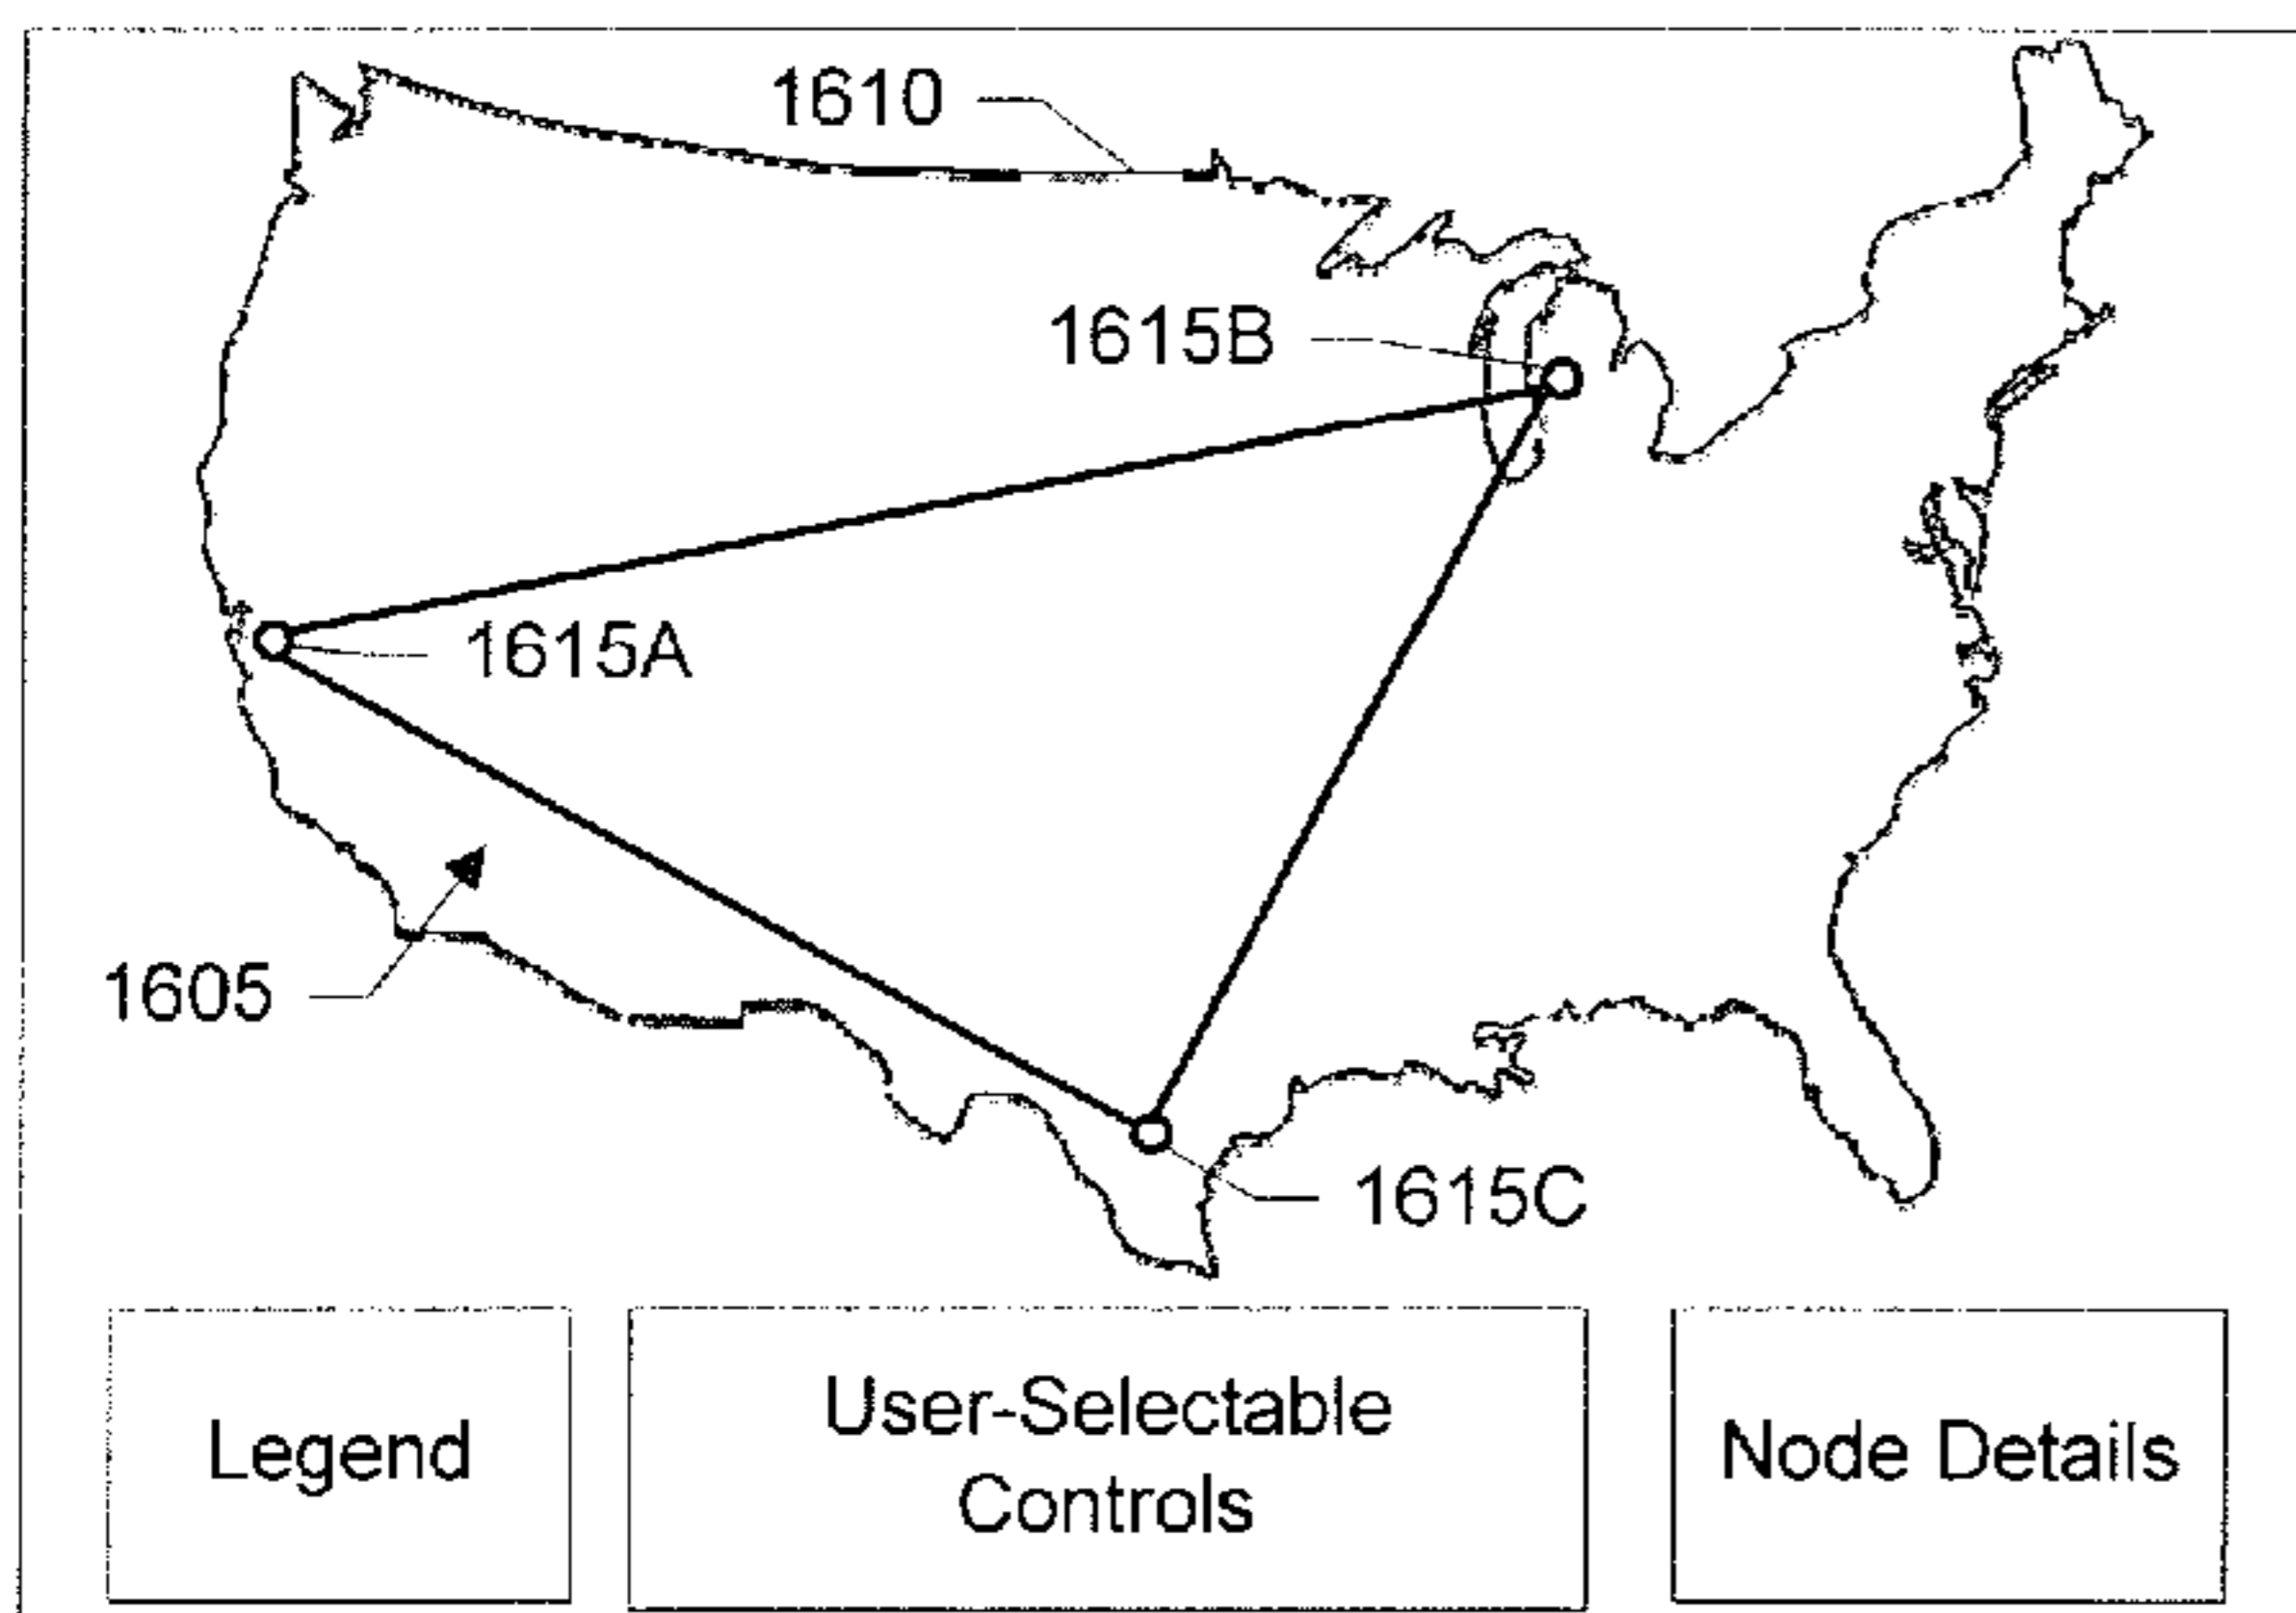 1610
1615B
1615A
1605
1615C
Legend
User-Selectable
Controls
Node Details